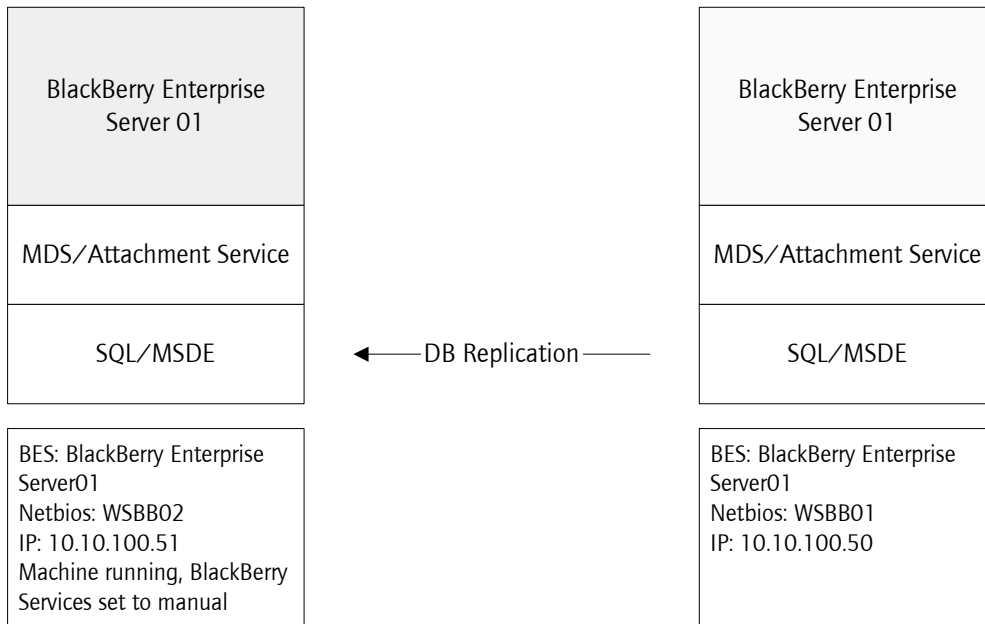 BlackBerry Enterprise
Server 01
MDS/Attachment Service
SQL/MSDE
BES: BlackBerry Enterprise
Server01
Netbios: WSBB02
IP: 10.10.100.51
Machine running, BlackBerry
Services set to manual
DB Replication
BlackBerry Enterprise
Server 01
MDS/Attachment Service
SQL/MSDE
BES: BlackBerry Enterprise
Server01
Netbios: WSBB01
IP: 10.10.100.50